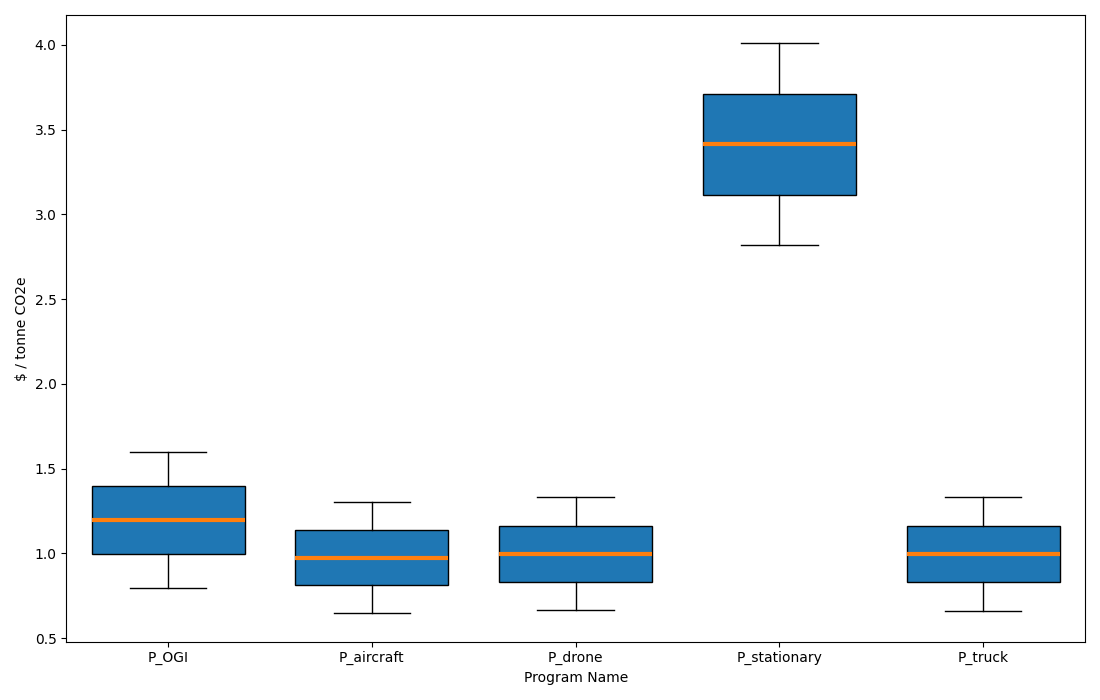 4.0
3.5
3.0
2.5
2.0
1.5
1.0
0.5
$ / tonne CO2e
P_OGI
P_aircraft
P_drone
P_stationary
P_truck
Program Name